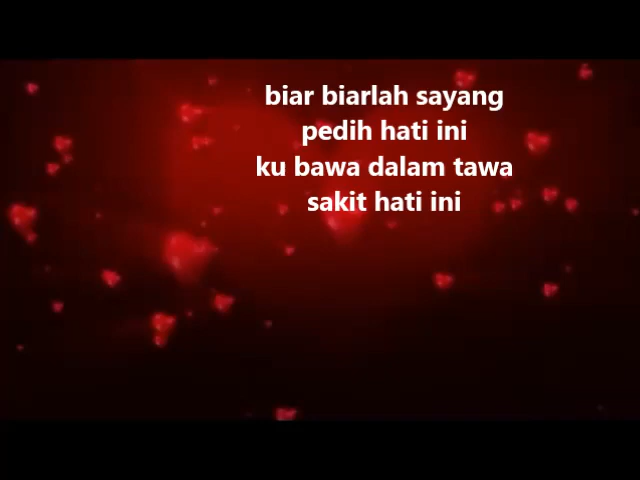 biar biarlah sayang
pedih hati ini
ku bawa dalam tawa
sakit hati ini